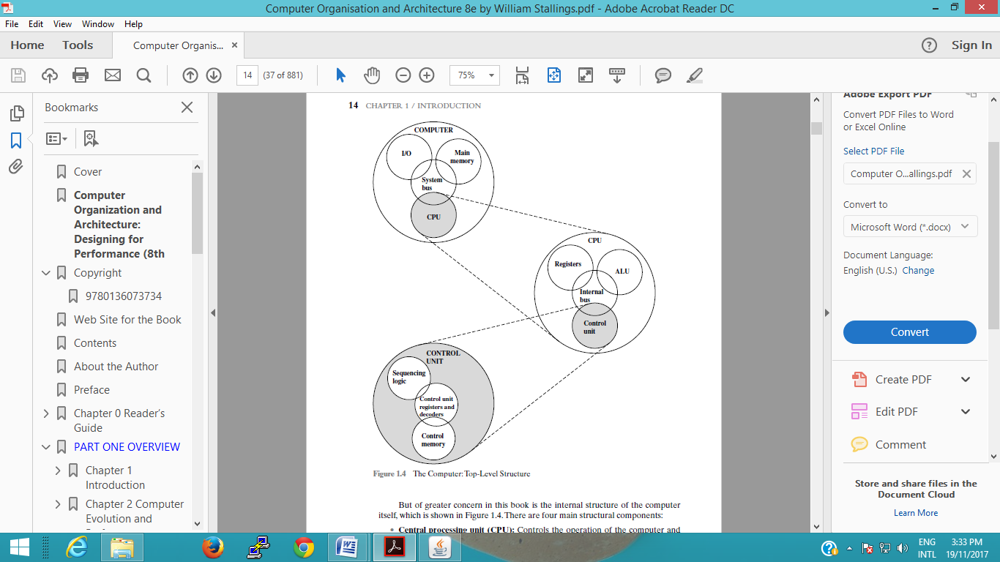 Computer Organisation and Architecture 8e by William Stallings.pdf - Adobe Acrobat Reader DC
File Edit View Window Help
Home Tools Computer Organis... × Sign In
14 (37 of 881) 75%
Bookmarks
Cover
Computer
Organization and
Architecture:
Designing for
Performance (8th
Copyright
9780136073734
Web Site for the Book
Contents
About the Author
Preface
Chapter 0 Reader's
Guide
PART ONE OVERVIEW
Chapter 1
Introduction
Chapter 2 Computer
Evolution and
14 CHAPTER 1 / INTRODUCTION
COMPUTER
I/O
Main
memory
System
bus
CPU
CPU
Registers
ALU
Internal
bus
Control
unit
CONTROL
UNIT
Sequencing
logic
Control unit
registers and
decoders
Control
memory
Figure 1.4 The Computer: Top-Level Structure
But of greater concern in this book is the internal structure of the computer
itself, which is shown in Figure 1.4. There are four main structural components:
• Central processing unit (CPU): Controls the operation of the computer and
Adobe Export PDF
Convert PDF Files to Word
or Excel Online
Select PDF File
Computer O...allings.pdf
Convert to
Microsoft Word (*.docx)
Document Language:
English (U.S.) Change
Convert
Create PDF
Edit PDF
Comment
Store and share files in the
Document Cloud
Learn More
ENG 3:33 PM
INTL 19/11/2017